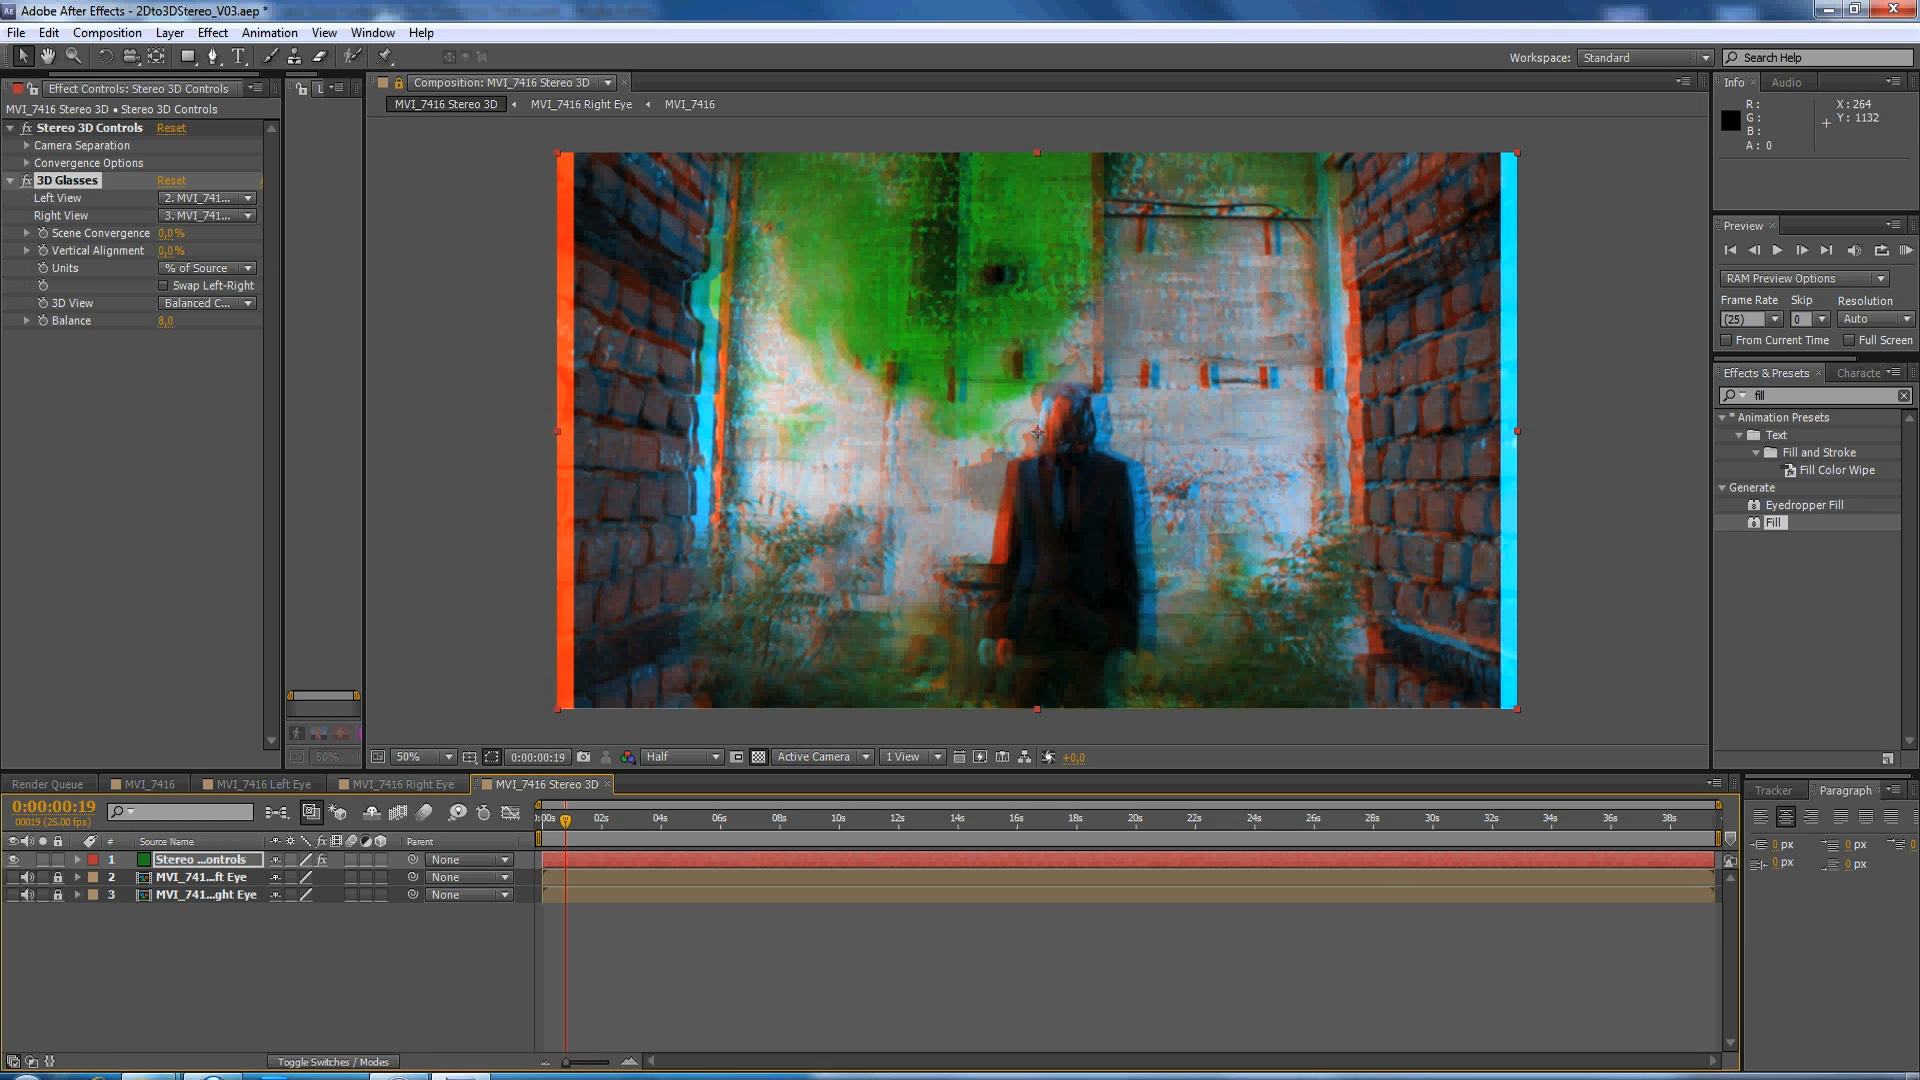 Adobe After Effects - 2Dto3DStereo_V03.aep *
File Edit Composition Layer Effect Animation View Window Help
Workspace: Standard Search Help
Effect Controls: Stereo 3D Controls
MVI_7416 Stereo 3D • Stereo 3D Controls
fx Stereo 3D Controls Reset
Camera Separation
Convergence Options
fx 3D Glasses Reset
Left View 2. MVI_741...
Right View 3. MVI_741...
Scene Convergence 0,0%
Vertical Alignment 0,0%
Units % of Source
Swap Left-Right
3D View Balanced C...
Balance 8,0
L
50%
Composition: MVI_7416 Stereo 3D
MVI_7416 Stereo 3D MVI_7416 Right Eye MVI_7416
50% 0:00:00:19 Half Active Camera 1 View +0,0
Info Audio
R: X: 264
G: Y: 1132
B:
A: 0
Preview
RAM Preview Options
Frame Rate Skip Resolution
(25) 0 Auto
From Current Time Full Screen
Effects & Presets Characte
fill
* Animation Presets
Text
Fill and Stroke
Fill Color Wipe
Generate
Eyedropper Fill
Fill
Render Queue MVI_7416 MVI_7416 Left Eye MVI_7416 Right Eye MVI_7416 Stereo 3D
0:00:00:19
00019 (25.00 fps)
:00s 02s 04s 06s 08s 10s 12s 14s 16s 18s 20s 22s 24s 26s 28s 30s 32s 34s 36s 38s
# Source Name fx Parent
1 Stereo ...ontrols fx None
2 MVI_741...ft Eye None
3 MVI_741...ght Eye None
Toggle Switches / Modes
Tracker Paragraph
0 px 0 px 0
0 px 0 px